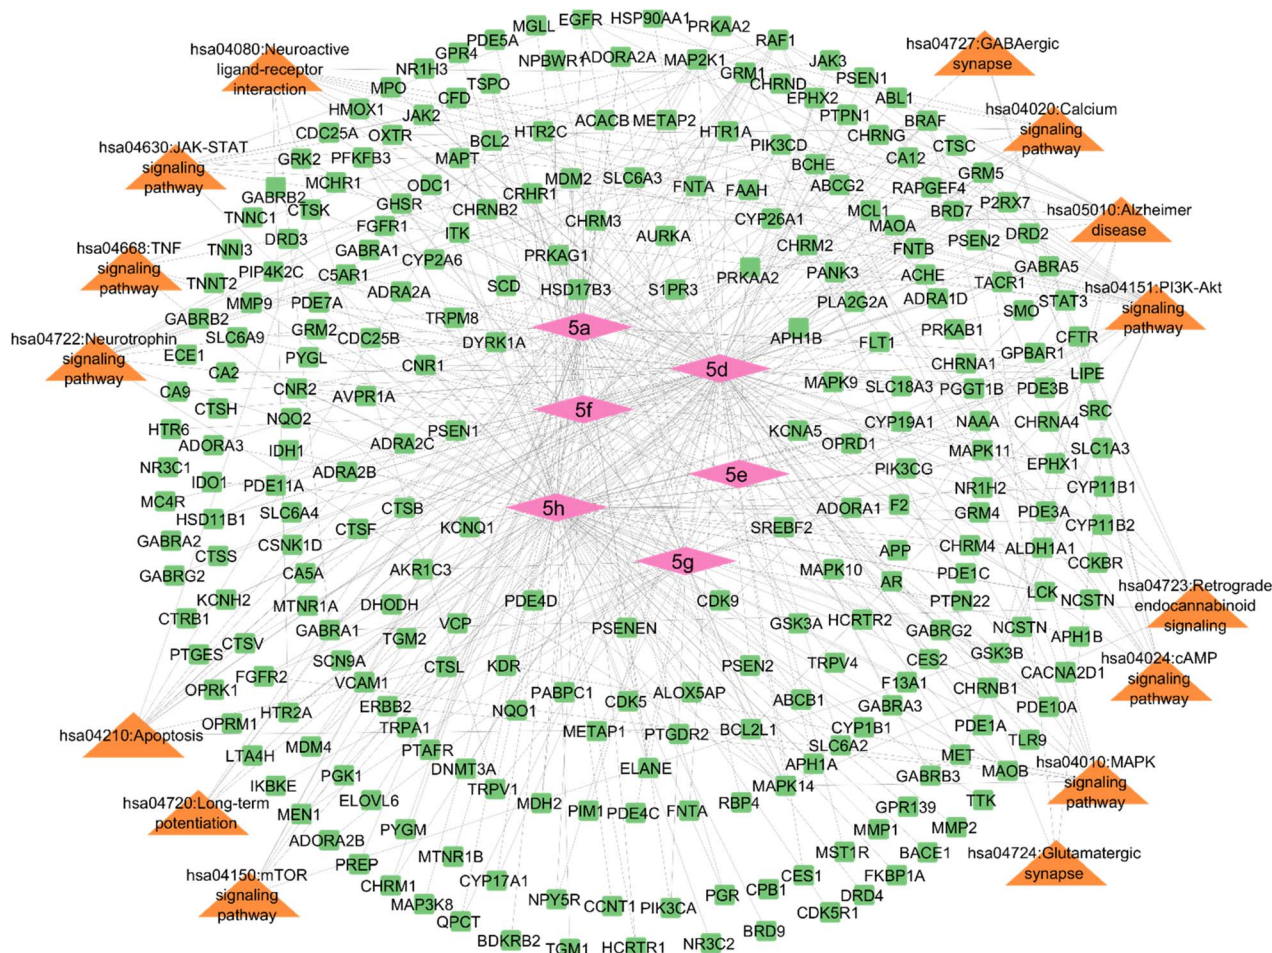 EGFR HSP90AA1
MGLL PRKAA2
PDE5A RAF1
hsa04080:Neuroactive
ligand-receptor
interaction
GPR4 NPBWR1 ADORA2A MAP2K1 JAK3
hsa04727:GABAergic
synapse
NR1H3 TSPO GRM1 CHRND PSEN1
MPO CFD EPHX2 ABL1
HMOX1 JAK2 ACACB METAP2 PTPN1 BRAF
hsa04020:Calcium
signaling
pathway
CDC25A OXTR BCL2 HTR2C HTR1A PIK3CD CHRNG CTSC
hsa04630:JAK-STAT
signaling
pathway
GRK2 PFKFB3 MAPT BCHE CA12 GRM5
MCHR1 ODC1 CRHR1 MDM2 SLC6A3 FNTA FAAH ABCG2 RAPGEF4 P2RX7
GABRB2 CTSK GHSR CHRNB2 CHRM3 CYP26A1 MCL1 BRD7
hsa05010:Alzheimer
disease
TNNC1 DRD3 FGFR1 ITK AURKA MAOA PSEN2 DRD2
hsa04668:TNF
signaling
pathway
TNNI3 GABRA1 CYP2A6 PRKAG1 CHRM2 FNTB GABRA5
TNNT2 PIP4K2C C5AR1 ADRA2A SCD HSD17B3 S1PR3 PRKAA2 PANK3 ACHE TACR1
hsa04151:PI3K-Akt
signaling
pathway
MMP9 PDE7A TRPM8 PLA2G2A ADRA1D SMO STAT3
GABRB2 SLC6A9 GRM2 CDC25B DYRK1A 5a APH1B FLT1 PRKAB1 GPBAR1 CFTR
hsa04722:Neurotrophin
signaling
pathway
ECE1 CA2 PYGL CNR1 5d CHRNA1 LIPE
CA9 CNR2 AVPR1A MAPK9 SLC18A3 PGGT1B PDE3B
CTSH NQO2 5f SRC
HTR6 ADORA3 IDH1 ADRA2C PSEN1 KCNA5 OPRD1 CYP19A1 NAAA CHRNA4 SLC1A3
NR3C1 IDO1 PDE11A ADRA2B 5e PIK3CG MAPK11 EPHX1
MC4R HSD11B1 SLC6A4 CTSB 5h ADORA1 F2 NR1H2 CYP11B1
GABRA2 CTSS CSNK1D CTSF KCNQ1 SREBF2 GRM4 PDE3A CYP11B2
GABRG2 CA5A AKR1C3 5g MAPK10 APP CHRM4 ALDH1A1 CCKBR
KCNH2 MTNR1A DHODH PDE4D CDK9 AR PDE1C LCK NCSTN
hsa04723:Retrograde
endocannabinoid
signaling
CTRB1 GABRA1 TGM2 VCP PSENEN GSK3A HCRTR2 PTPN22 NCSTN APH1B
PTGES CTSV SCN9A CTSL KDR PSEN2 TRPV4 CES2 GABRG2 GSK3B CACNA2D1
hsa04024:cAMP
signaling
pathway
OPRK1 FGFR2 VCAM1 PABPC1 CDK5 ALOX5AP ABCB1 F13A1 CHRNB1
OPRM1 HTR2A ERBB2 NQO1 GABRA3 PDE10A
hsa04210:Apoptosis
TRPA1 METAP1 PTGDR2 BCL2L1 CYP1B1 PDE1A
LTA4H MDM4 PTAFR ELANE SLC6A2 MET TLR9
hsa04010:MAPK
signaling
pathway
IKBKE PGK1 DNMT3A APH1A MAPK14 GABRB3 MAOB
hsa04720:Long-term
potentiation
MEN1 ELOVL6 TRPV1 MDH2 PIM1 PDE4C FNTA RBP4 GPR139 TTK
ADORA2B PYGM MMP1 MMP2
PREP MTNR1B MST1R BACE1
hsa04724:Glutamatergic
synapse
hsa04150:mTOR
signaling
pathway
CHRM1 CYP17A1 CES1 FKBP1A
MAP3K8 NPY5R CCNT1 PIK3CA PGR CPB1 DRD4
QPCT CDK5R1
BDKRB2 TGM1 HCRTR1 NR3C2 BRD9